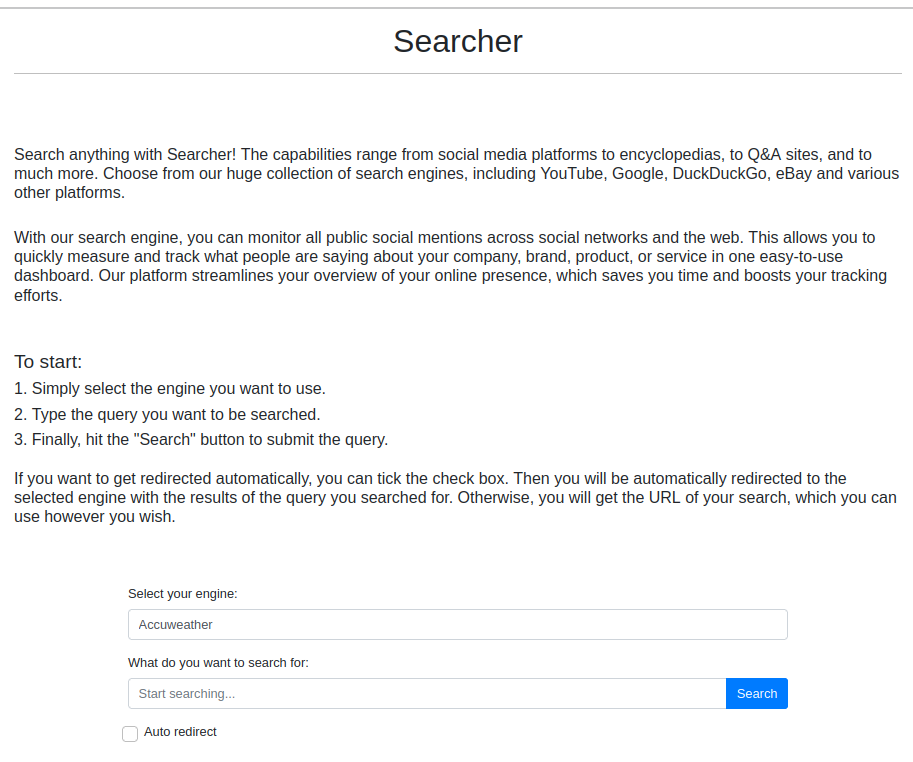 Searcher
Search anything with Searcher! The capabilities range from social media platforms to encyclopedias, to Q&A sites, and to
much more. Choose from our huge collection of search engines, including YouTube, Google, DuckDuckGo, eBay and various
other platforms.
With our search engine, you can monitor all public social mentions across social networks and the web. This allows you to
quickly measure and track what people are saying about your company, brand, product, or service in one easy-to-use
dashboard. Our platform streamlines your overview of your online presence, which saves you time and boosts your tracking
efforts.
To start:
1. Simply select the engine you want to use.
2. Type the query you want to be searched.
3. Finally, hit the "Search" button to submit the query.
If you want to get redirected automatically, you can tick the check box. Then you will be automatically redirected to the
selected engine with the results of the query you searched for. Otherwise, you will get the URL of your search, which you can
use however you wish.
Select your engine:
Accuweather
What do you want to search for:
Start searching... Search
Auto redirect